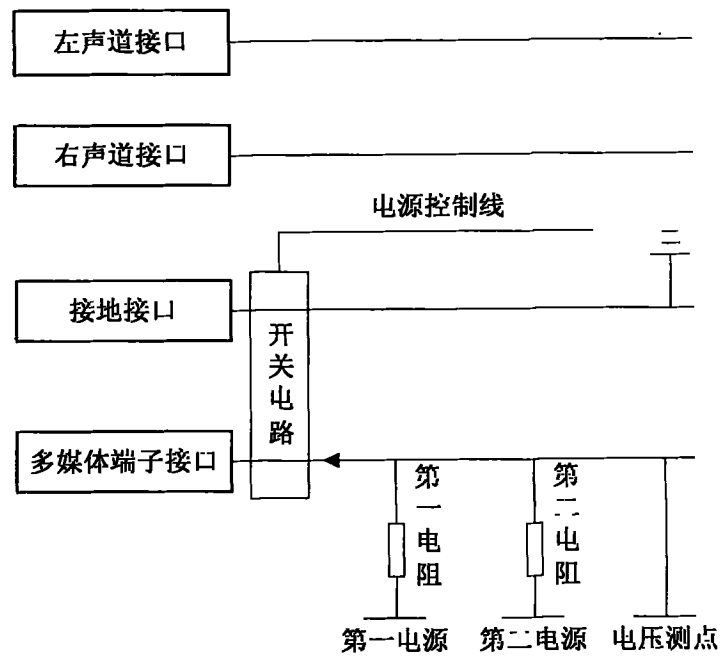 左声道接口
右声道接口
电源控制线
接地接口
开关电路
多媒体端子接口
第一电阻
第二电阻
第一电源
第二电源
电压测点